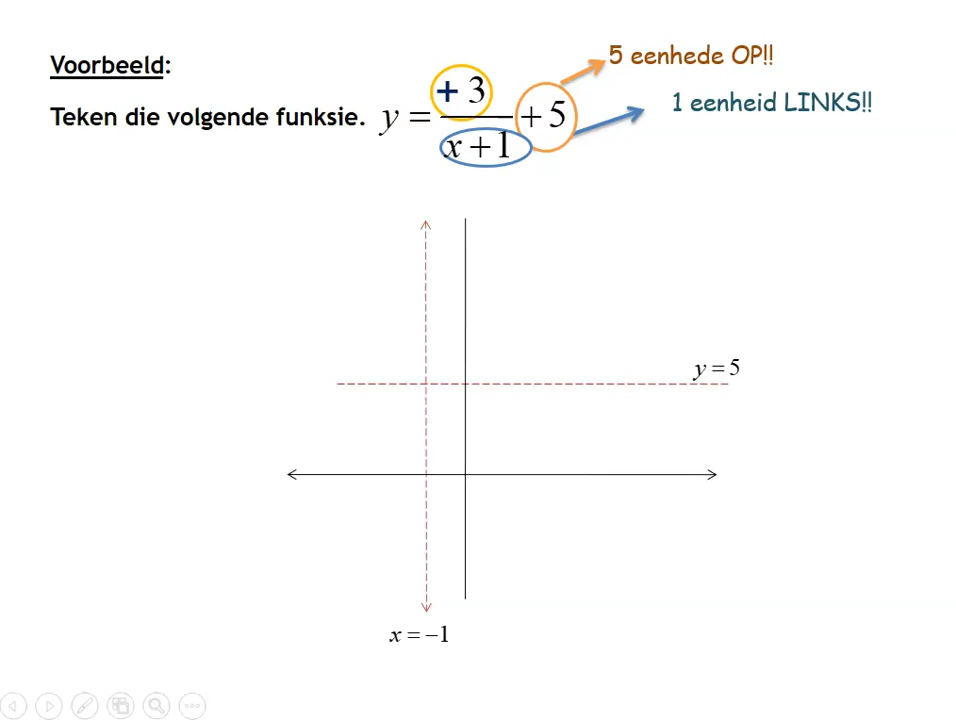 Voorbeeld:
5 eenhede OP!!
Teken die volgende funksie. y = +3/(x+1) + 5
1 eenheid LINKS!!
y = 5
x = −1